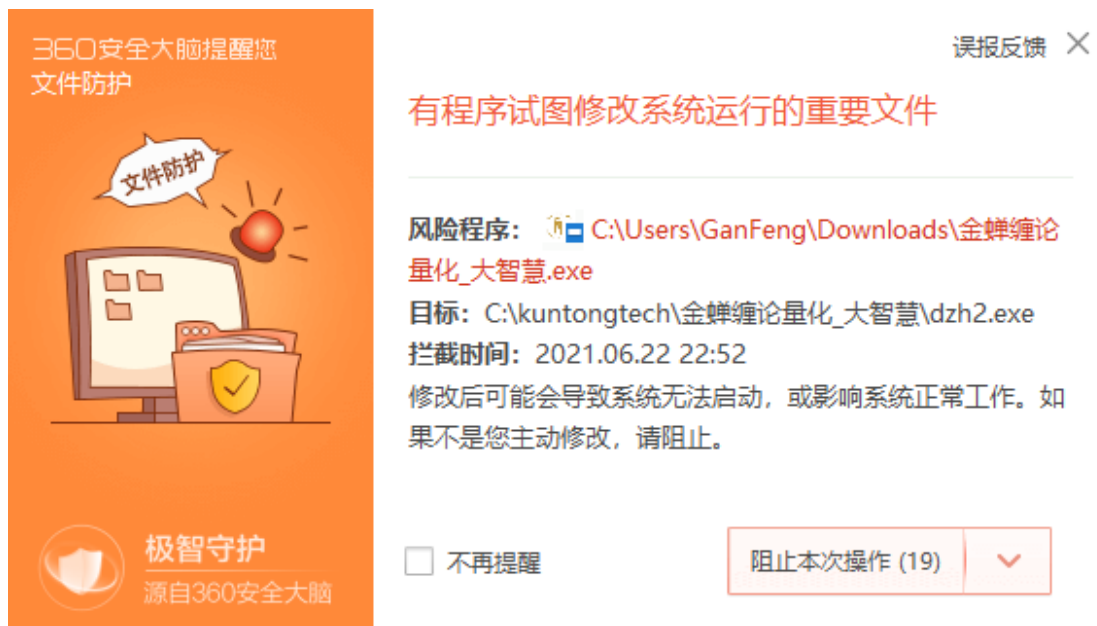 360安全大脑提醒您
文件防护
文件防护
极智守护
源自360安全大脑
误报反馈
有程序试图修改系统运行的重要文件
风险程序： C:\Users\GanFeng\Downloads\金蝉缠论
量化_大智慧.exe
目标：C:\kuntongtech\金蝉缠论量化_大智慧\dzh2.exe
拦截时间：2021.06.22 22:52
修改后可能会导致系统无法启动，或影响系统正常工作。如
果不是您主动修改，请阻止。
不再提醒
阻止本次操作 (19)